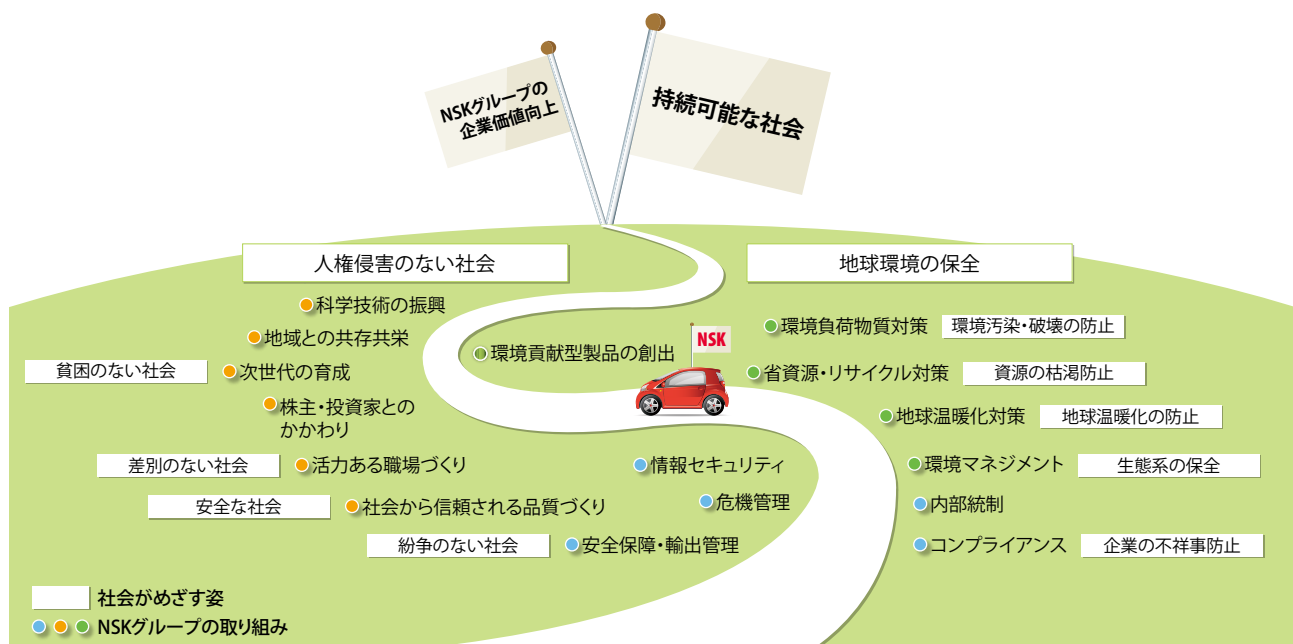 NSKグループの
企業価値向上
持続可能な社会
人権侵害のない社会
地球環境の保全
科学技術の振興
地域との共存共栄
貧困のない社会
次世代の育成
株主・投資家との
かかわり
差別のない社会
活力ある職場づくり
安全な社会
社会から信頼される品質づくり
紛争のない社会
安全保障・輸出管理
環境貢献型製品の創出
NSK
情報セキュリティ
危機管理
環境負荷物質対策
環境汚染・破壊の防止
省資源・リサイクル対策
資源の枯渇防止
地球温暖化対策
地球温暖化の防止
環境マネジメント
生態系の保全
内部統制
コンプライアンス
企業の不祥事防止
社会がめざす姿
NSKグループの取り組み